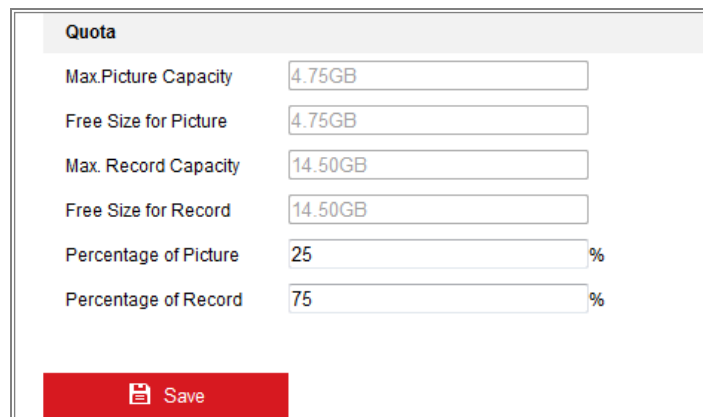 Quota
Max.Picture Capacity 4.75GB
Free Size for Picture 4.75GB
Max. Record Capacity 14.50GB
Free Size for Record 14.50GB
Percentage of Picture 25 %
Percentage of Record 75 %
Save